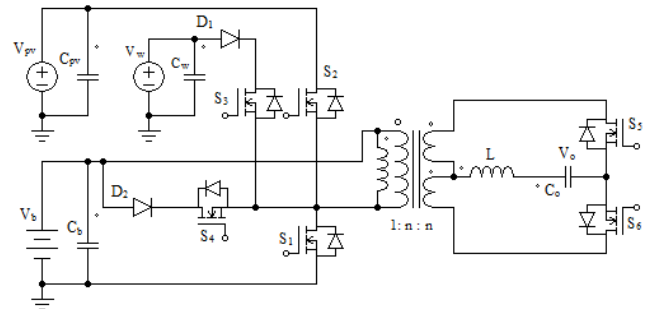 V_pv
C_pv
V_w
C_w
D_1
S_3
S_2
V_b
C_b
D_2
S_4
S_1
1: n : n
L
V_o
C_o
S_5
S_6